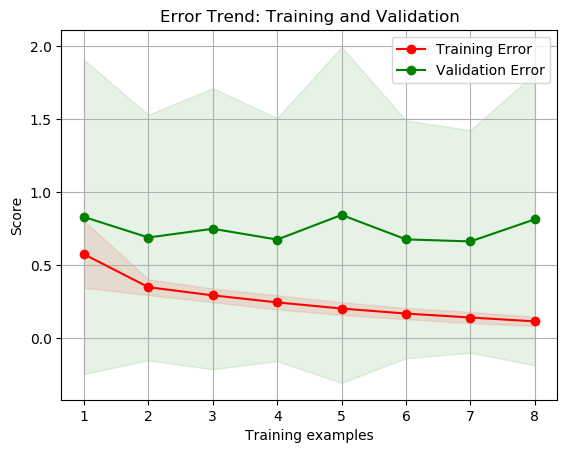 Error Trend: Training and Validation
Training Error
Validation Error
2.0
1.5
1.0
0.5
0.0
Score
1 2 3 4 5 6 7 8
Training examples